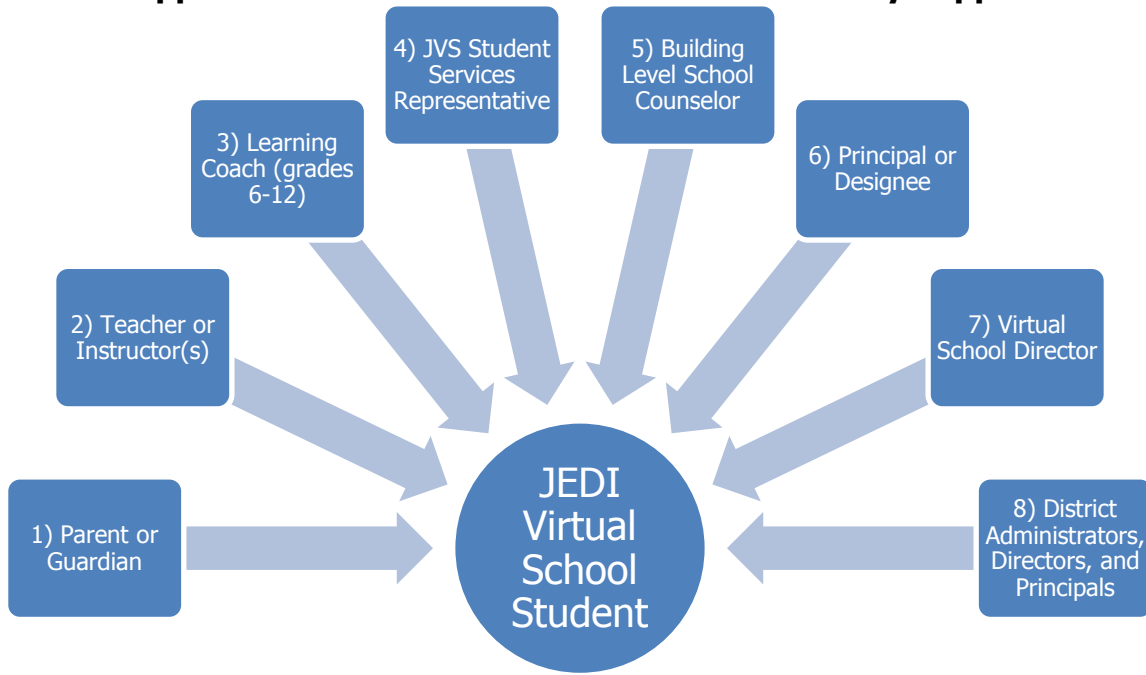 1) Parent or
Guardian
2) Teacher or
Instructor(s)
3) Learning
Coach (grades
6-12)
4) JVS Student
Services
Representative
5) Building
Level School
Counselor
6) Principal or
Designee
7) Virtual
School Director
8) District
Administrators,
Directors, and
Principals
JEDI
Virtual
School
Student